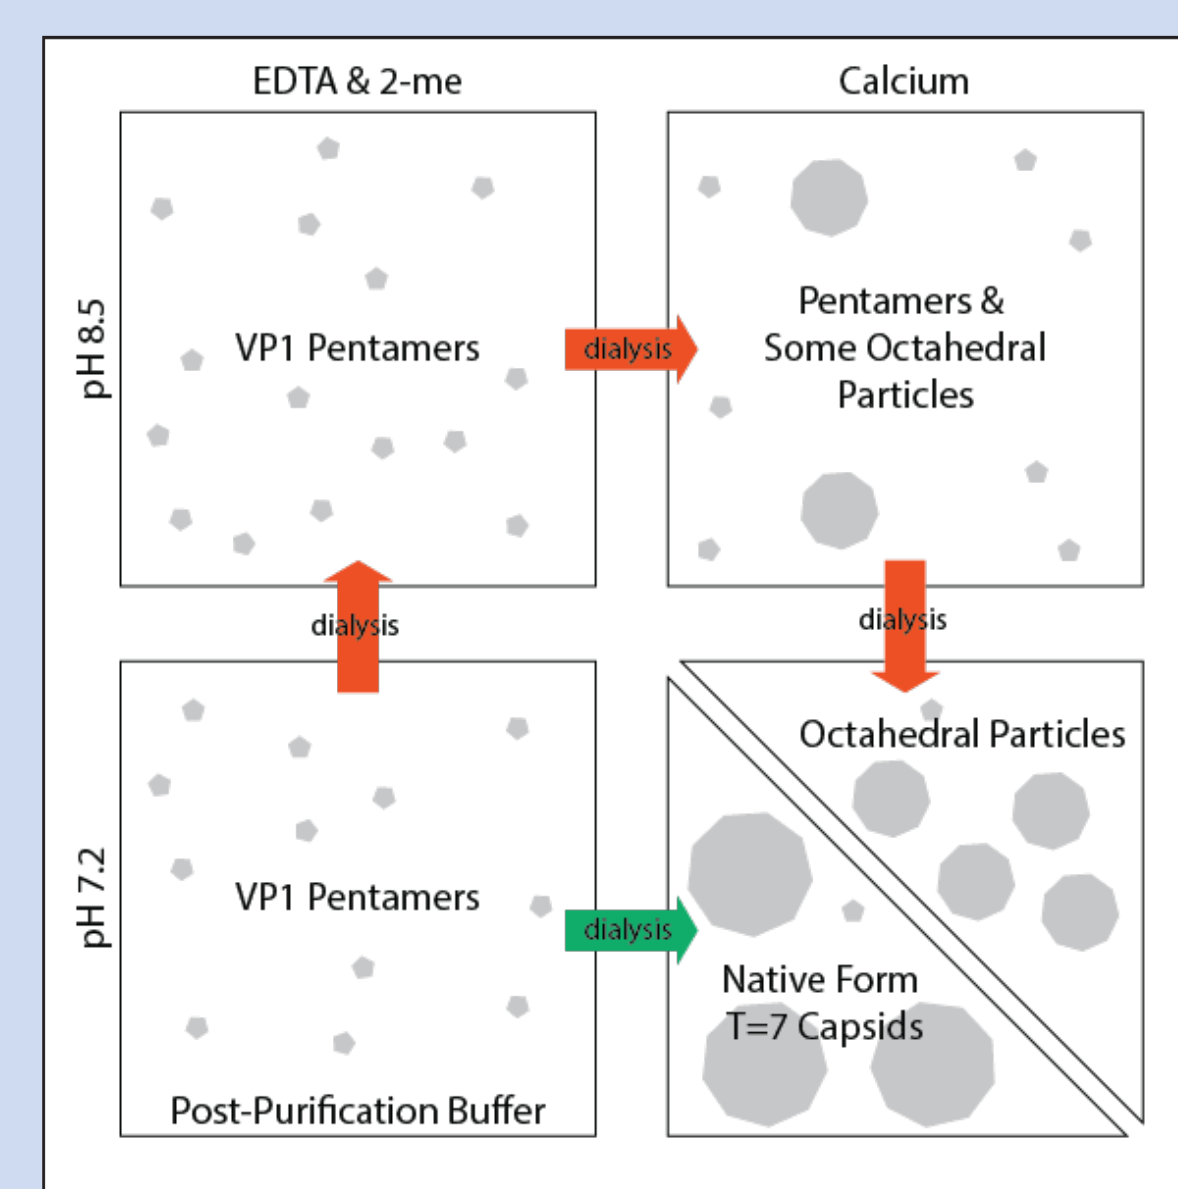 EDTA & 2-me
Calcium
pH 8.5
VP1 Pentamers
dialysis
Pentamers &
Some Octahedral
Particles
dialysis
dialysis
pH 7.2
VP1 Pentamers
Post-Purification Buffer
dialysis
Octahedral Particles
Native Form
T=7 Capsids